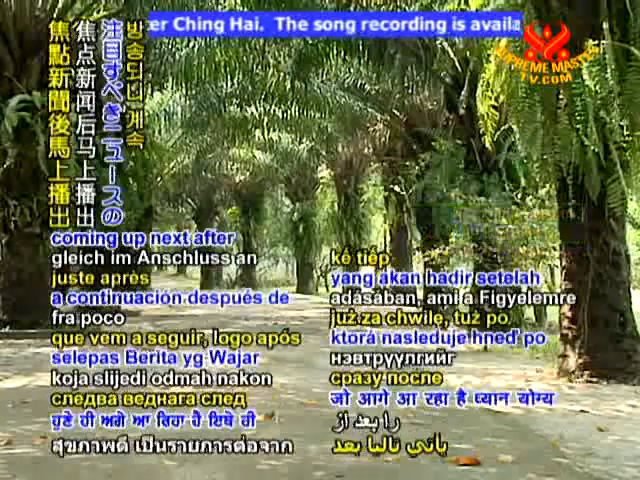 er Ching Hai. The song recording is availa
SUPREME MASTER
TV.COM
焦點新聞後馬上播出
焦点新闻后马上播出
注目すべきニュースの
방송되니 계속
coming up next after
gleich im Anschluss an
juste après
a continuación después de
fra poco
que vem a seguir, logo após
selepas Berita yg Wajar
koja slijedi odmah nakon
следва веднага след
ਹੁਣੇ ਹੀ ਅਗੇ ਆ ਰਿਹਾ ਹੈ ਇਥੇ ਹੀ
สุขภาพดี เป็นรายการต่อจาก
kế tiếp
yang akan hadir setelah
adásában, ami a Figyelemre
już za chwilę, tuż po
ktorá nasleduje hneď po
нэвтрүүлгийг
сразу после
जो आगे आ रहा है ध्यान योग्य
را بعد از
يأتي تاليا بعد